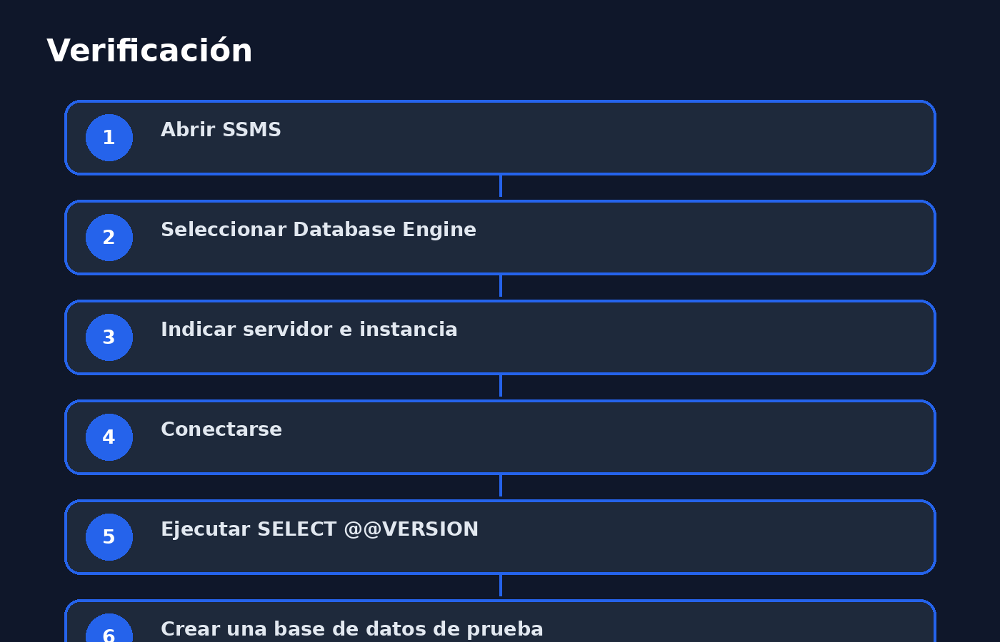 Verificación
1
Abrir SSMS
2
Seleccionar Database Engine
3
Indicar servidor e instancia
4
Conectarse
5
Ejecutar SELECT @@VERSION
6
Crear una base de datos de prueba